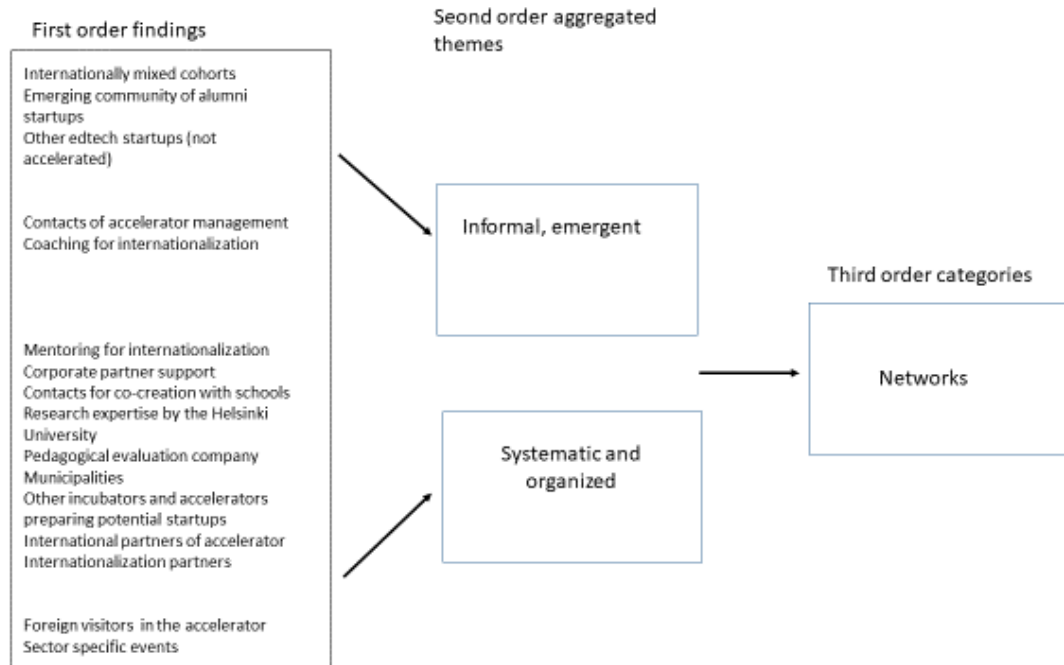 First order findings
Internationally mixed cohorts
Emerging community of alumni
startups
Other edtech startups (not
accelerated)
Contacts of accelerator management
Coaching for internationalization
Mentoring for internationalization
Corporate partner support
Contacts for co-creation with schools
Research expertise by the Helsinki
University
Pedagogical evaluation company
Municipalities
Other incubators and accelerators
preparing potential startups
International partners of accelerator
Internationalization partners
Foreign visitors in the accelerator
Sector specific events
Seond order aggregated
themes
Informal, emergent
Systematic and
organized
Third order categories
Networks